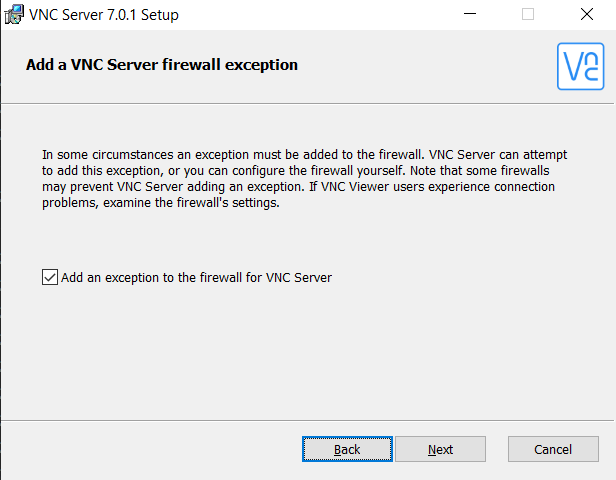 VNC Server 7.0.1 Setup
Add a VNC Server firewall exception
Vnc
In some circumstances an exception must be added to the firewall. VNC Server can attempt
to add this exception, or you can configure the firewall yourself. Note that some firewalls
may prevent VNC Server adding an exception. If VNC Viewer users experience connection
problems, examine the firewall's settings.
Add an exception to the firewall for VNC Server
Back Next Cancel